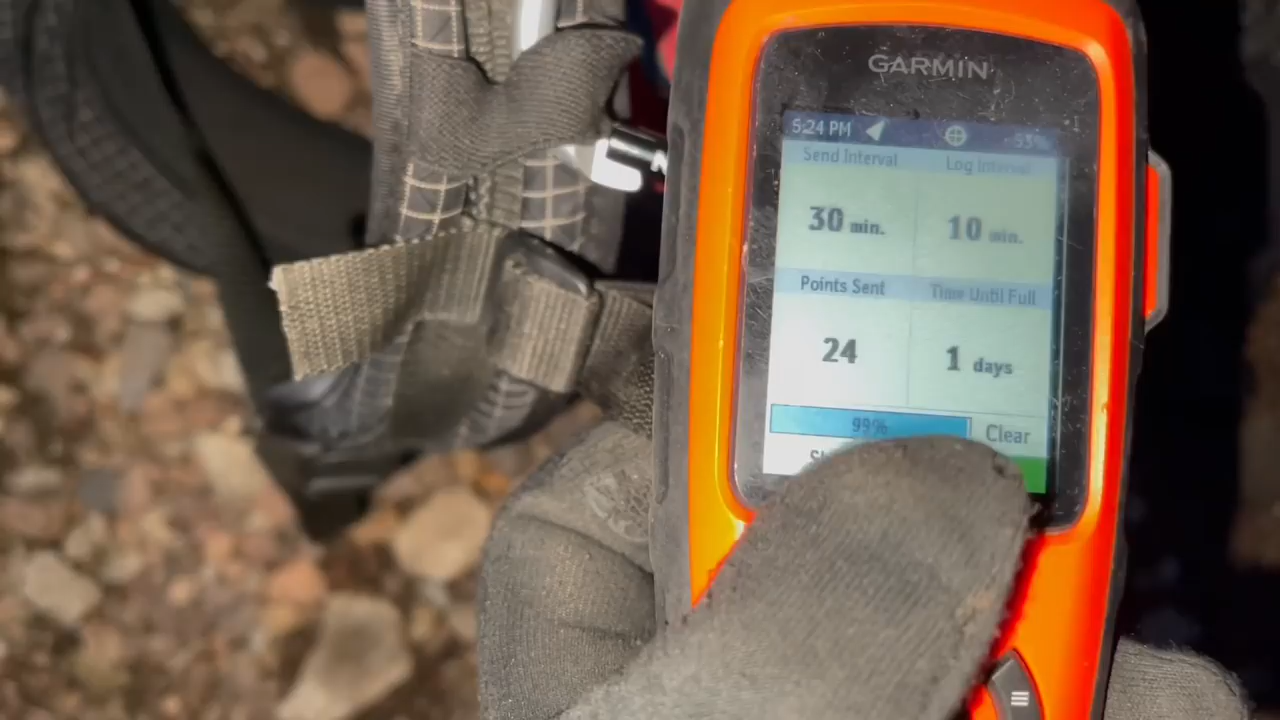 GARMIN
5:24 PM 53%
Send Interval Log Interval
30 min. 10 min.
Points Sent Time Until Full
24 1 days
99% Clear